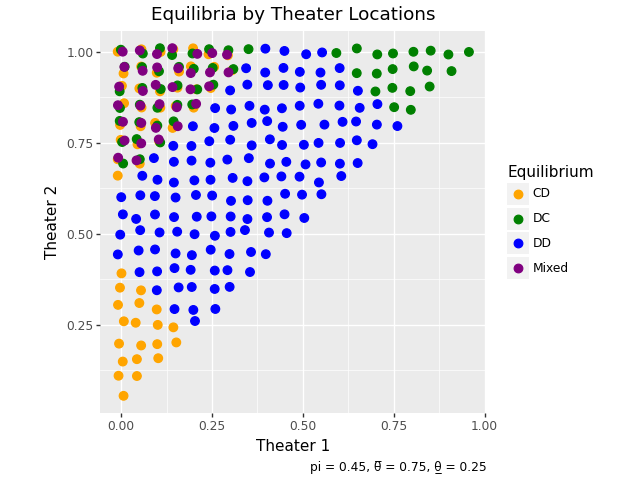 Equilibria by Theater Locations
1.00
0.75
0.50
0.25
Theater 2
0.00
0.25
0.50
0.75
1.00
Theater 1
Equilibrium
CD
DC
DD
Mixed
pi = 0.45, θ̅ = 0.75, θ̲ = 0.25